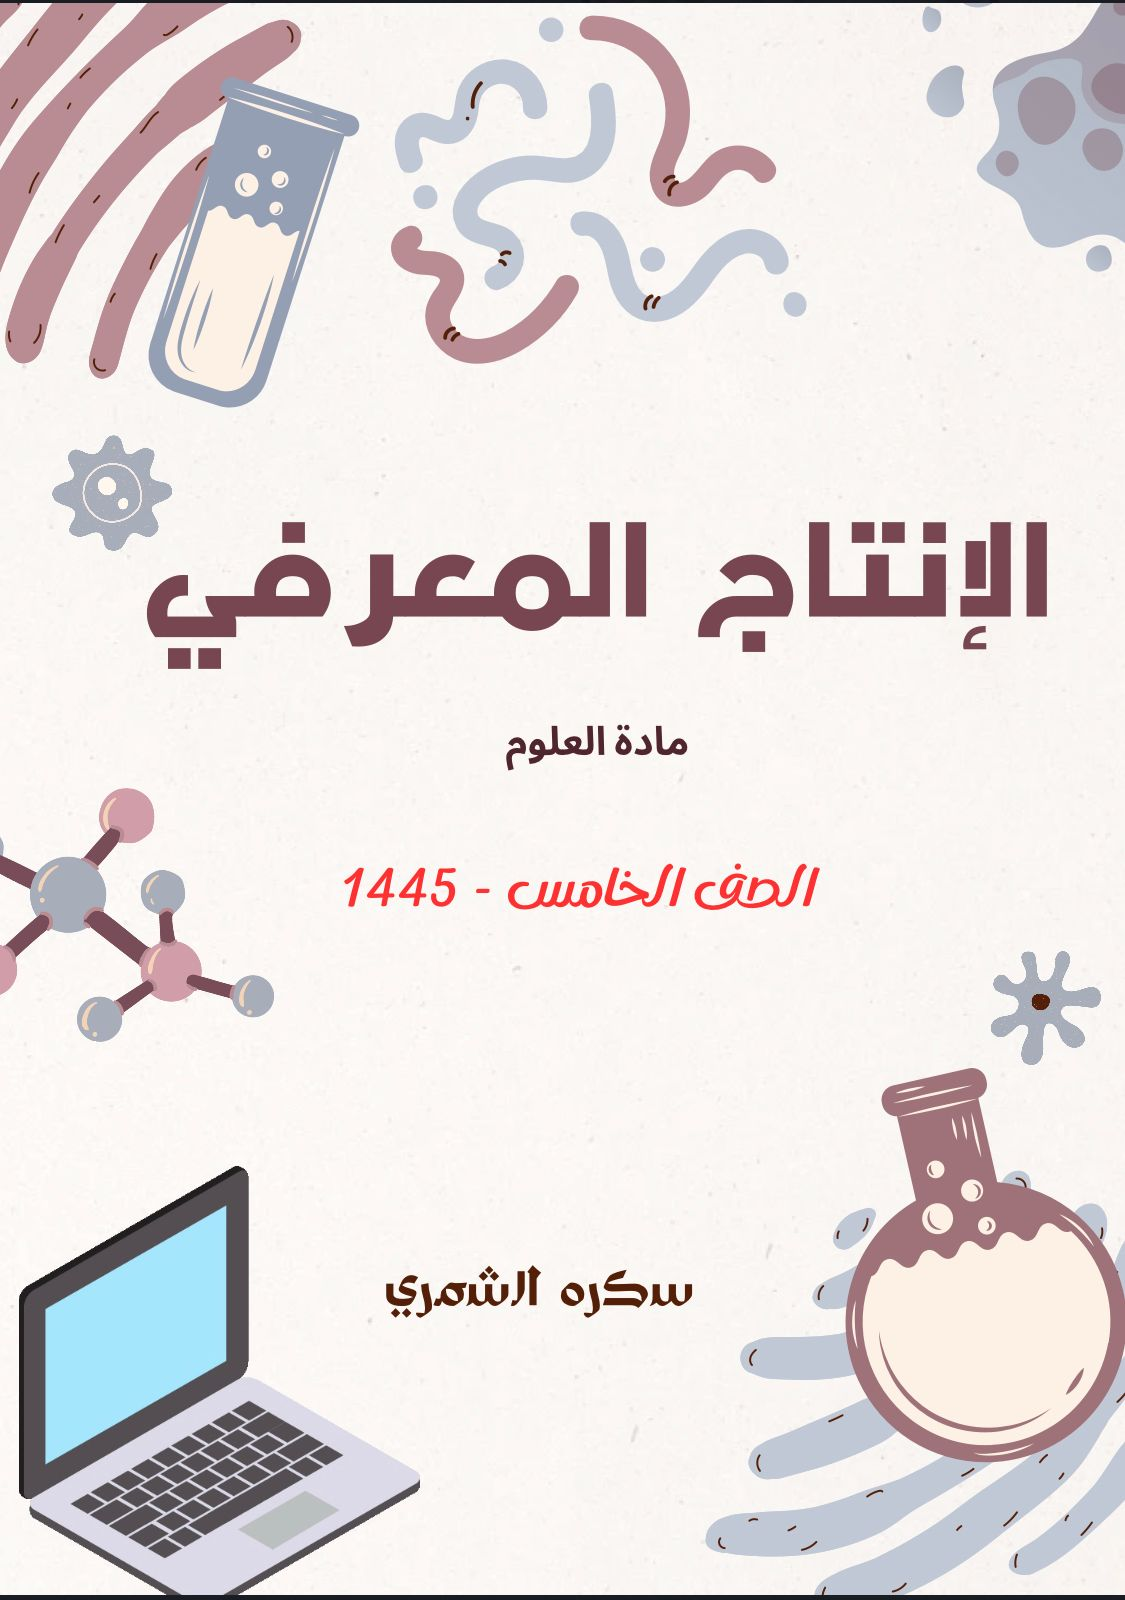 الإنتاج المعرفي
مادة العلوم
الصف الخامس - 1445
سكره الشمري